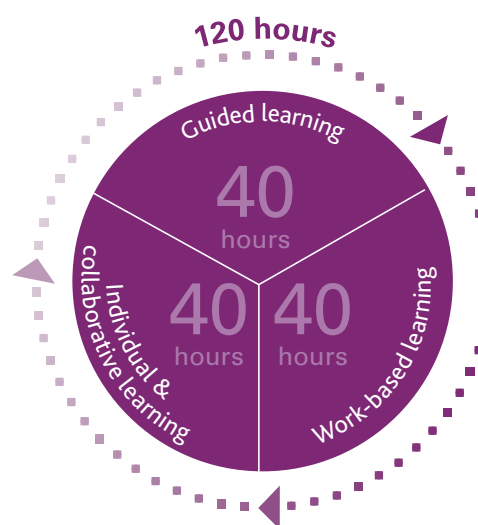 120 hours
Guided learning
40
hours
Individual &
collaborative learning
40
hours
40
hours
Work-based learning